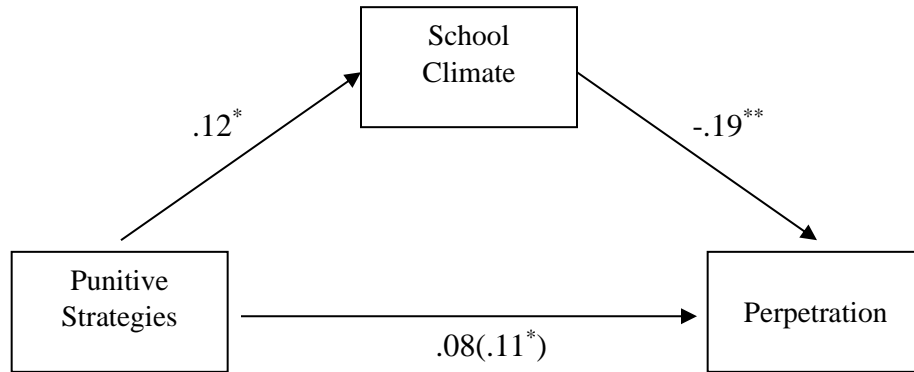 School
Climate
.12*
-.19**
Punitive
Strategies
Perpetration
.08(.11*)